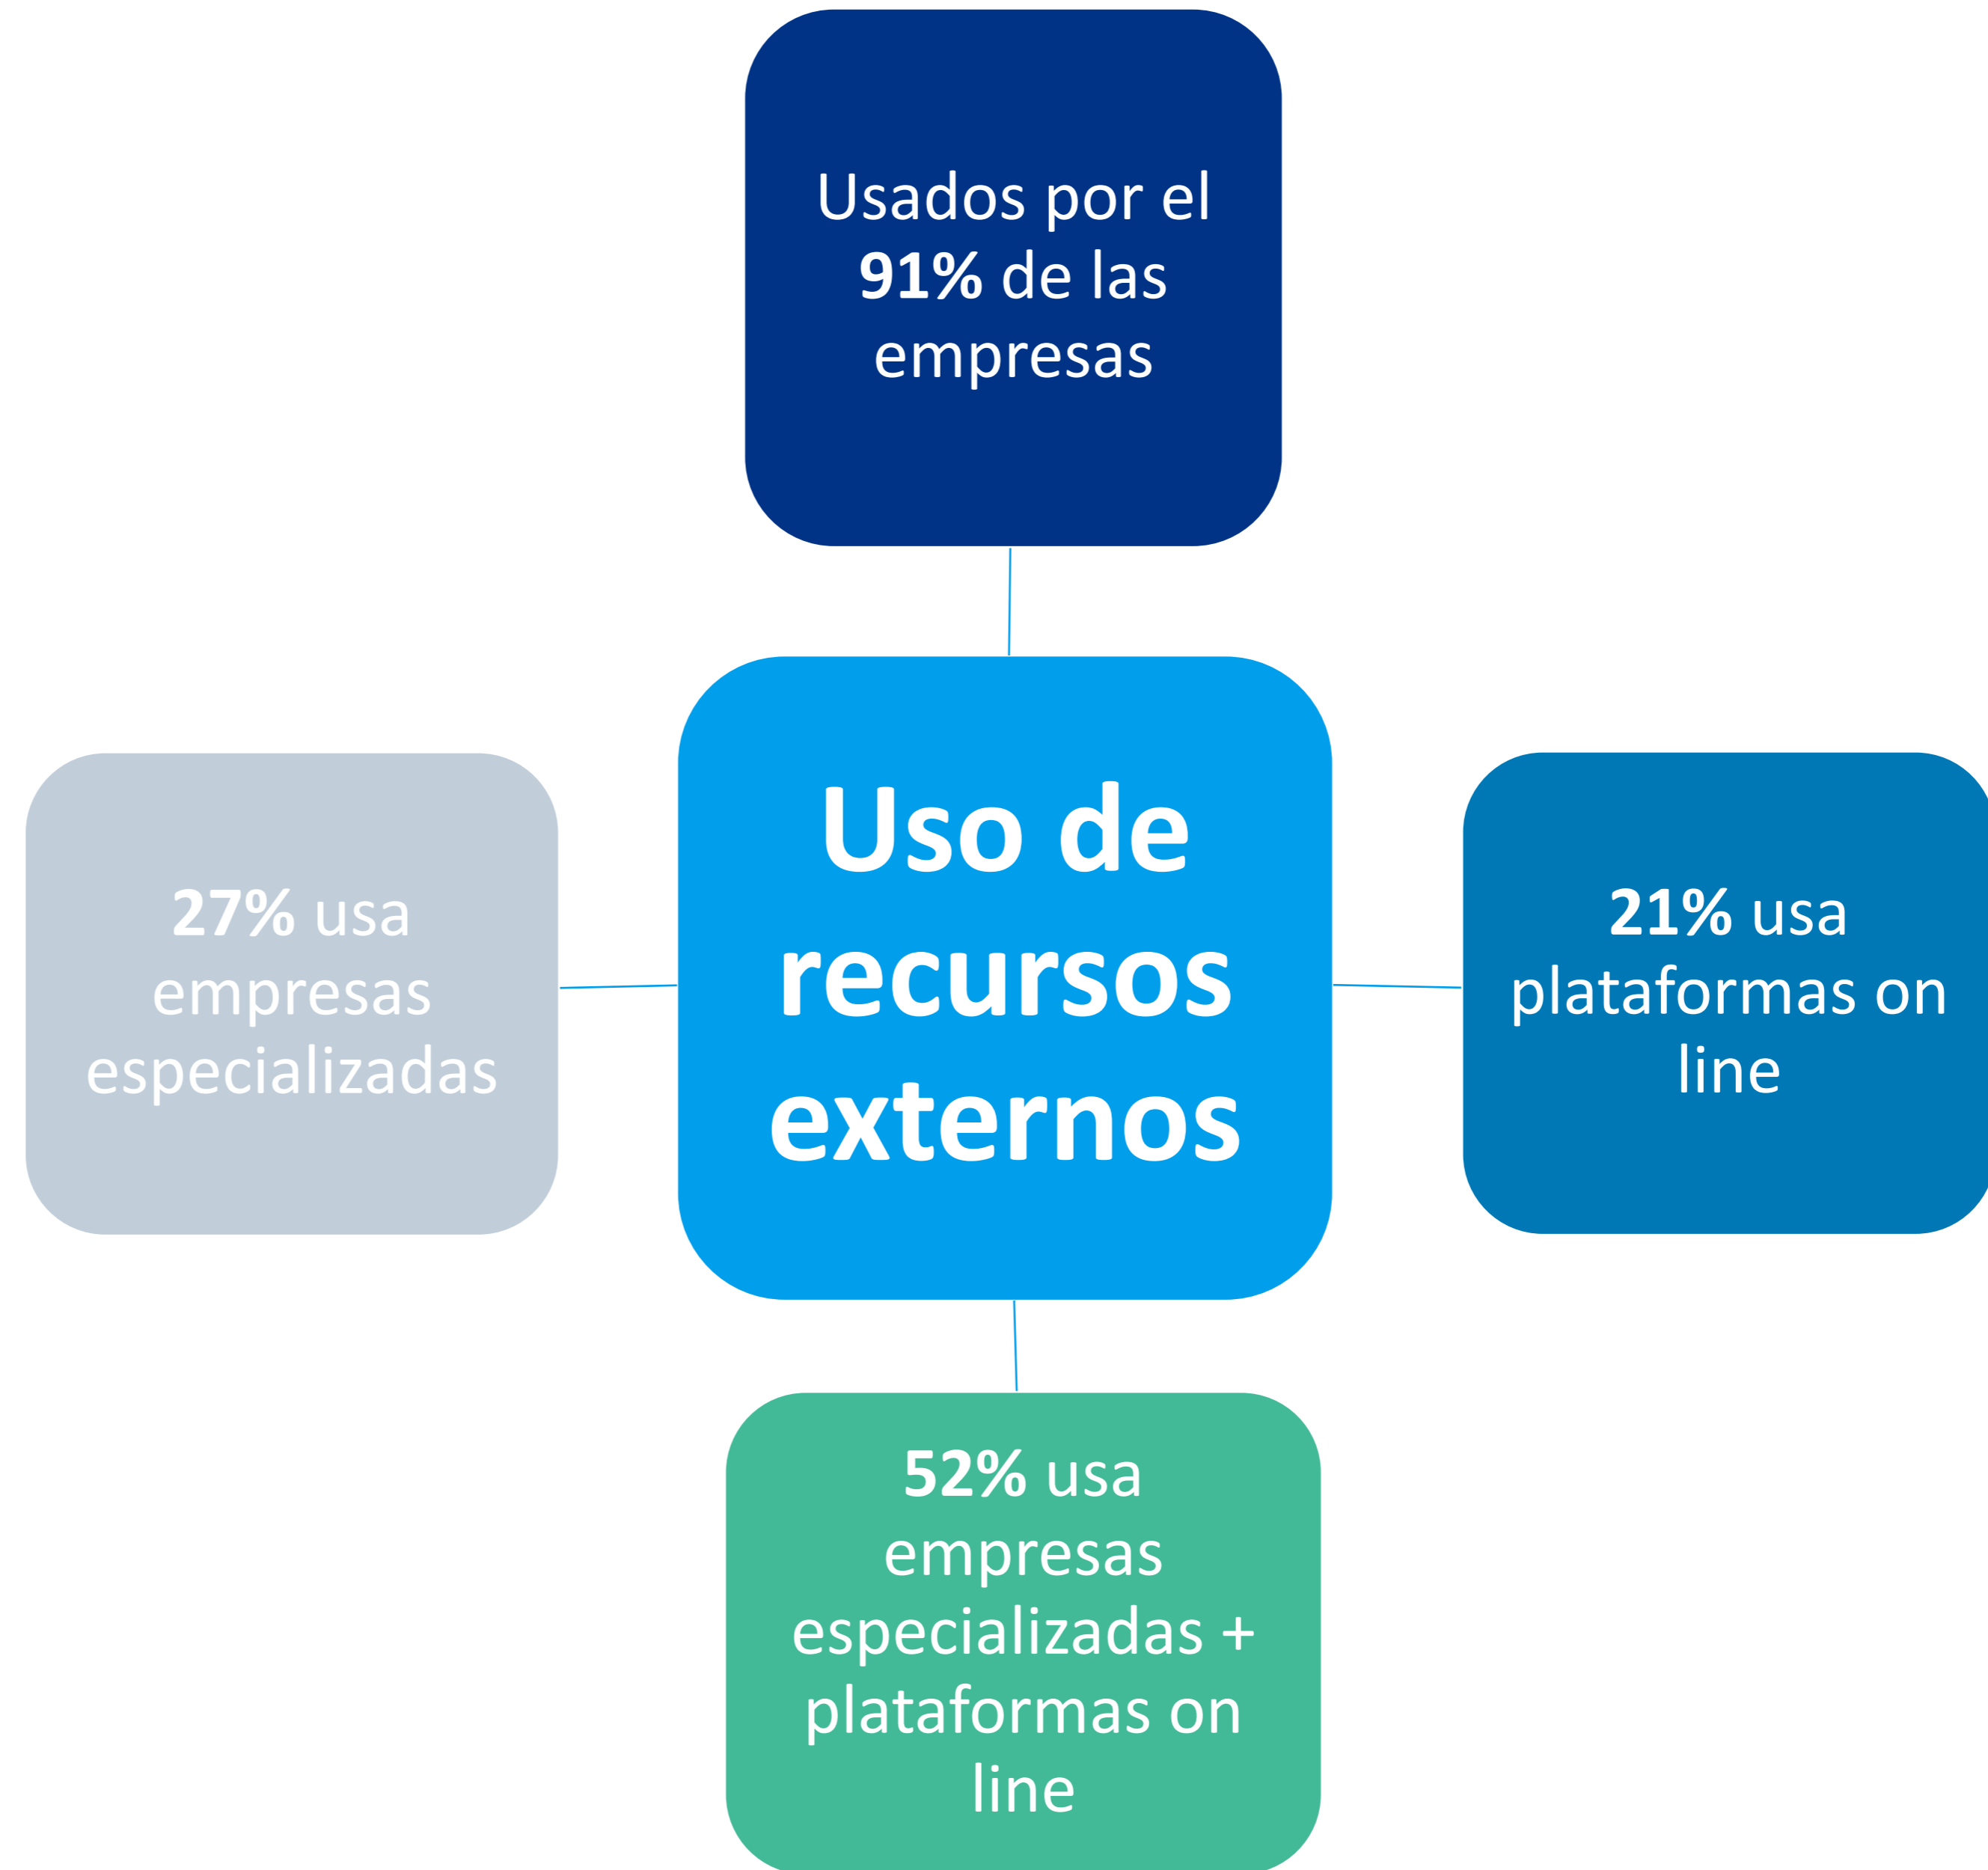 Usados por el
91% de las
empresas
27% usa
empresas
especializadas
Uso de
recursos
externos
21% usa
plataformas on
line
52% usa
empresas
especializadas +
plataformas on
line